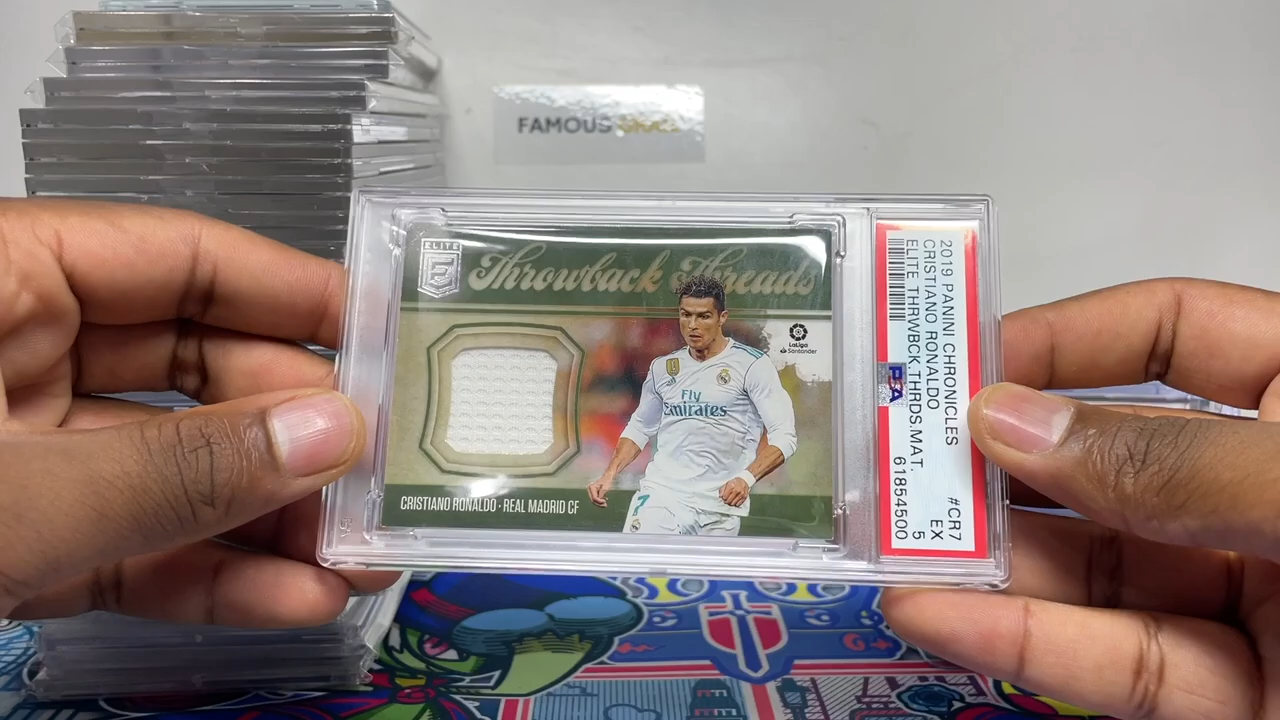 FAMOUS
ELITE
E
Throwback Threads
LaLiga
Santander
Fly
Emirates
7
CRISTIANO RONALDO · REAL MADRID CF
2019 PANINI CHRONICLES #CR7
CRISTIANO RONALDO EX
ELITE THRWBCK.THRDS.MAT. 5
61854500
PSA